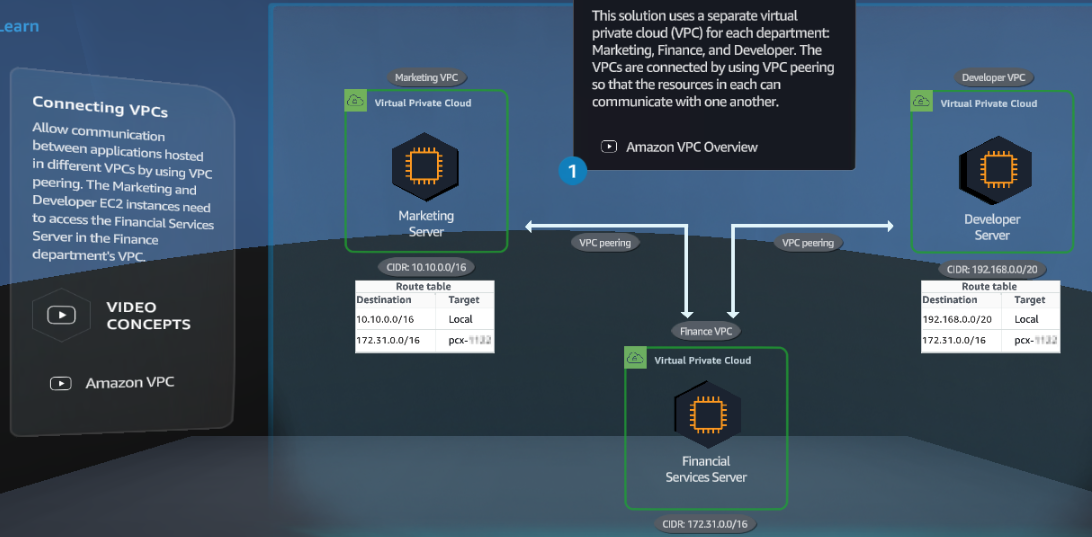 Learn
Connecting VPCs
Allow communication
between applications hosted
in different VPCs by using VPC
peering. The Marketing and
Developer EC2 instances need
to access the Financial Services
Server in the Finance
department's VPC.
VIDEO
CONCEPTS
Amazon VPC
This solution uses a separate virtual
private cloud (VPC) for each department:
Marketing, Finance, and Developer. The
VPCs are connected by using VPC peering
so that the resources in each can
communicate with one another.
Amazon VPC Overview
1
Marketing VPC
Virtual Private Cloud
Marketing
Server
CIDR: 10.10.0.0/16
Route table
Destination Target
10.10.0.0/16 Local
172.31.0.0/16 pcx-
VPC peering
VPC peering
Developer VPC
Virtual Private Cloud
Developer
Server
CIDR: 192.168.0.0/20
Route table
Destination Target
192.168.0.0/20 Local
172.31.0.0/16 pcx-
Finance VPC
Virtual Private Cloud
Financial
Services Server
CIDR: 172.31.0.0/16